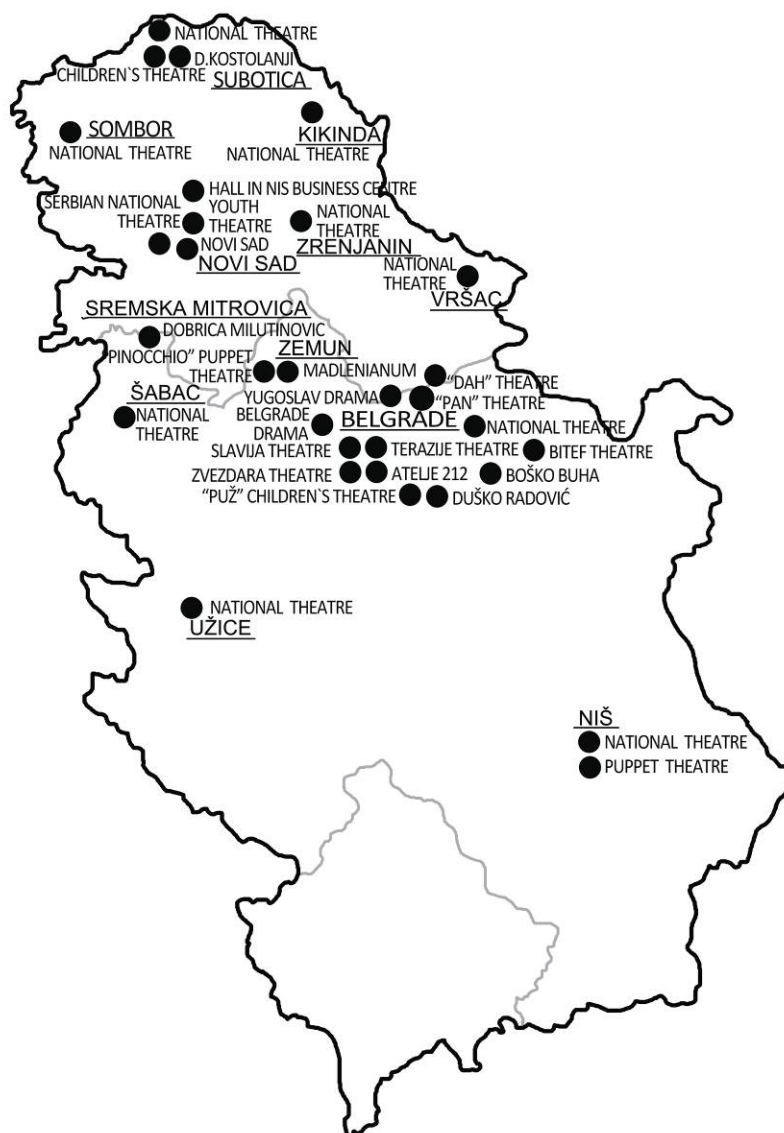 NATIONAL THEATRE
D.KOSTOLANJI
CHILDREN`S THEATRE
SUBOTICA
SOMBOR
NATIONAL THEATRE
KIKINDA
NATIONAL THEATRE
HALL IN NIS BUSINESS CENTRE
SERBIAN NATIONAL
THEATRE
YOUTH
THEATRE
NOVI SAD
NOVI SAD
NATIONAL
THEATRE
ZRENJANIN
NATIONAL
THEATRE
VRŠAC
SREMSKA MITROVICA
DOBRICA MILUTINOVIC
ZEMUN
"PINOCCHIO" PUPPET
THEATRE
MADLENIANUM
ŠABAC
NATIONAL
THEATRE
"DAH" THEATRE
YUGOSLAV DRAMA
"PAN" THEATRE
BELGRADE
DRAMA
BELGRADE
NATIONAL THEATRE
SLAVIJA THEATRE
TERAZIJE THEATRE
BITEF THEATRE
ZVEZDARA THEATRE
ATELJE 212
BOŠKO BUHA
"PUŽ" CHILDREN`S THEATRE
DUŠKO RADOVIĆ
NATIONAL THEATRE
UŽICE
NIŠ
NATIONAL THEATRE
PUPPET THEATRE